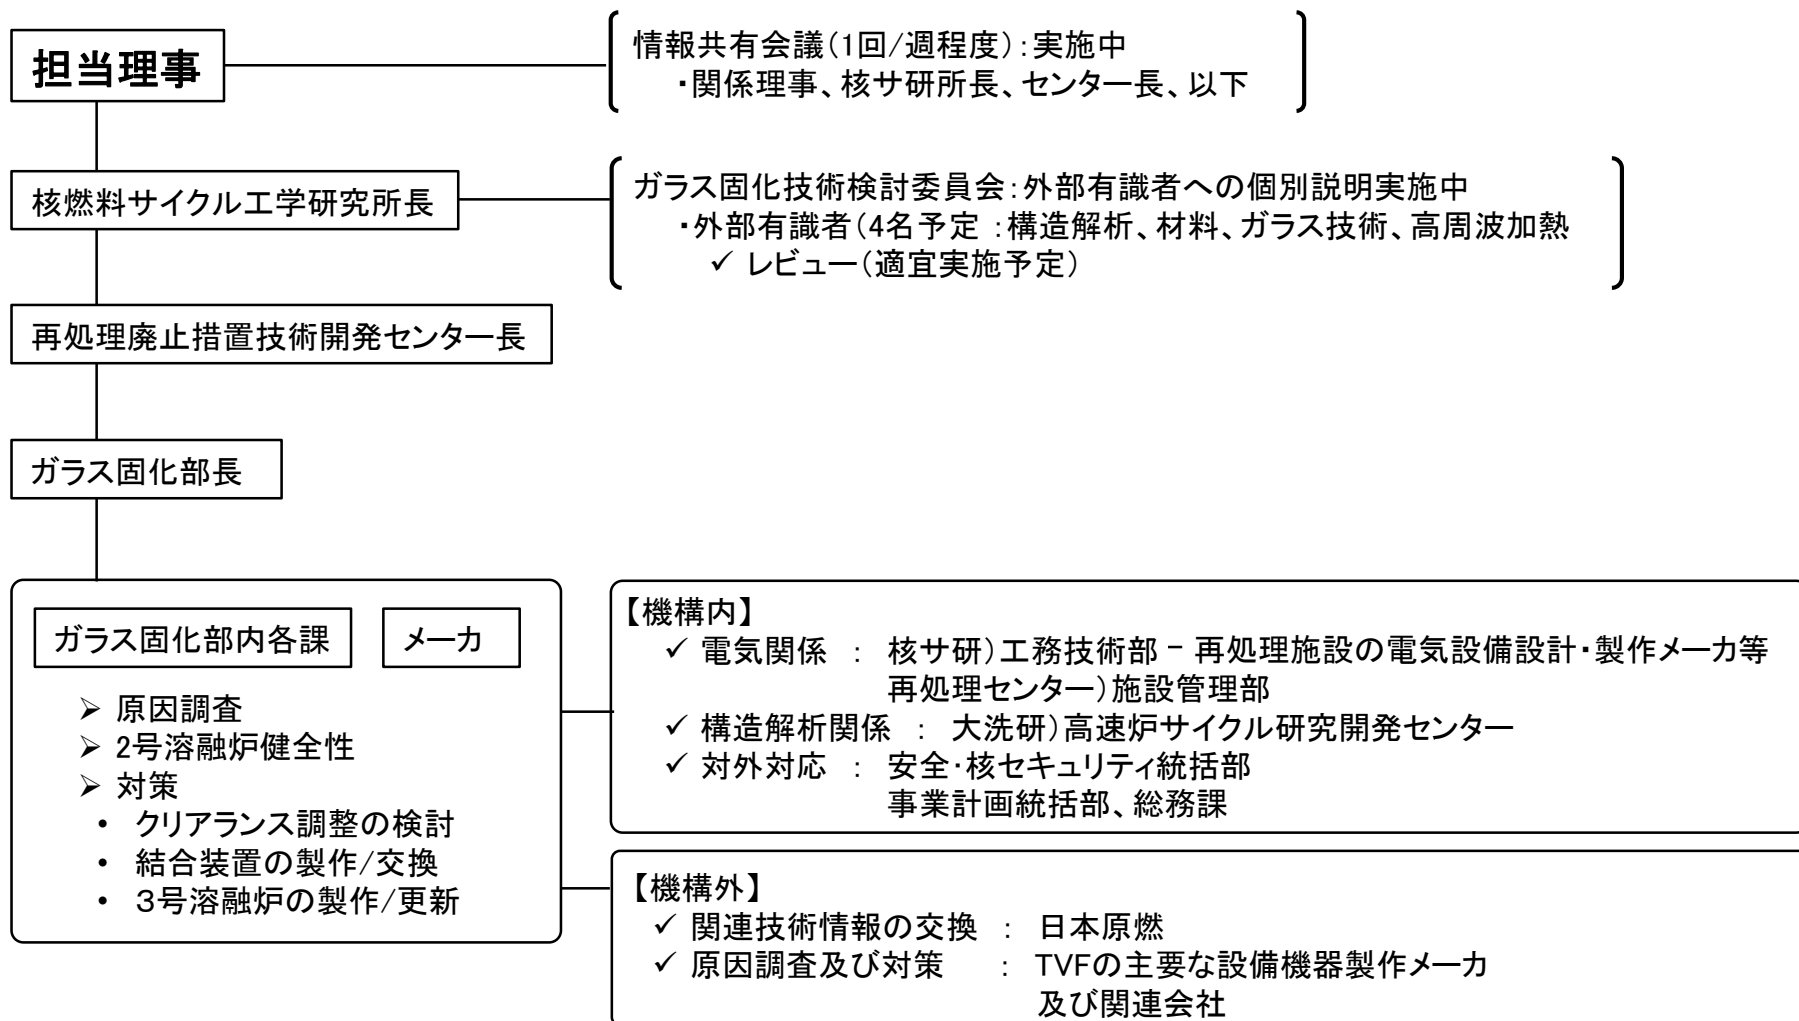 担当理事
情報共有会議(1回/週程度):実施中
・関係理事、核サ研所長、センター長、以下
核燃料サイクル工学研究所長
ガラス固化技術検討委員会:外部有識者への個別説明実施中
・外部有識者(4名予定:構造解析、材料、ガラス技術、高周波加熱
✓ レビュー(適宜実施予定)
再処理廃止措置技術開発センター長
ガラス固化部長
ガラス固化部内各課
メーカ
➢ 原因調査
➢ 2号溶融炉健全性
➢ 対策
• クリアランス調整の検討
• 結合装置の製作/交換
• 3号溶融炉の製作/更新
【機構内】
✓ 電気関係 : 核サ研)工務技術部 - 再処理施設の電気設備設計・製作メーカ等
再処理センター)施設管理部
✓ 構造解析関係 : 大洗研)高速炉サイクル研究開発センター
✓ 対外対応 : 安全・核セキュリティ統括部
事業計画統括部、総務課
【機構外】
✓ 関連技術情報の交換 : 日本原燃
✓ 原因調査及び対策 : TVFの主要な設備機器製作メーカ
及び関連会社